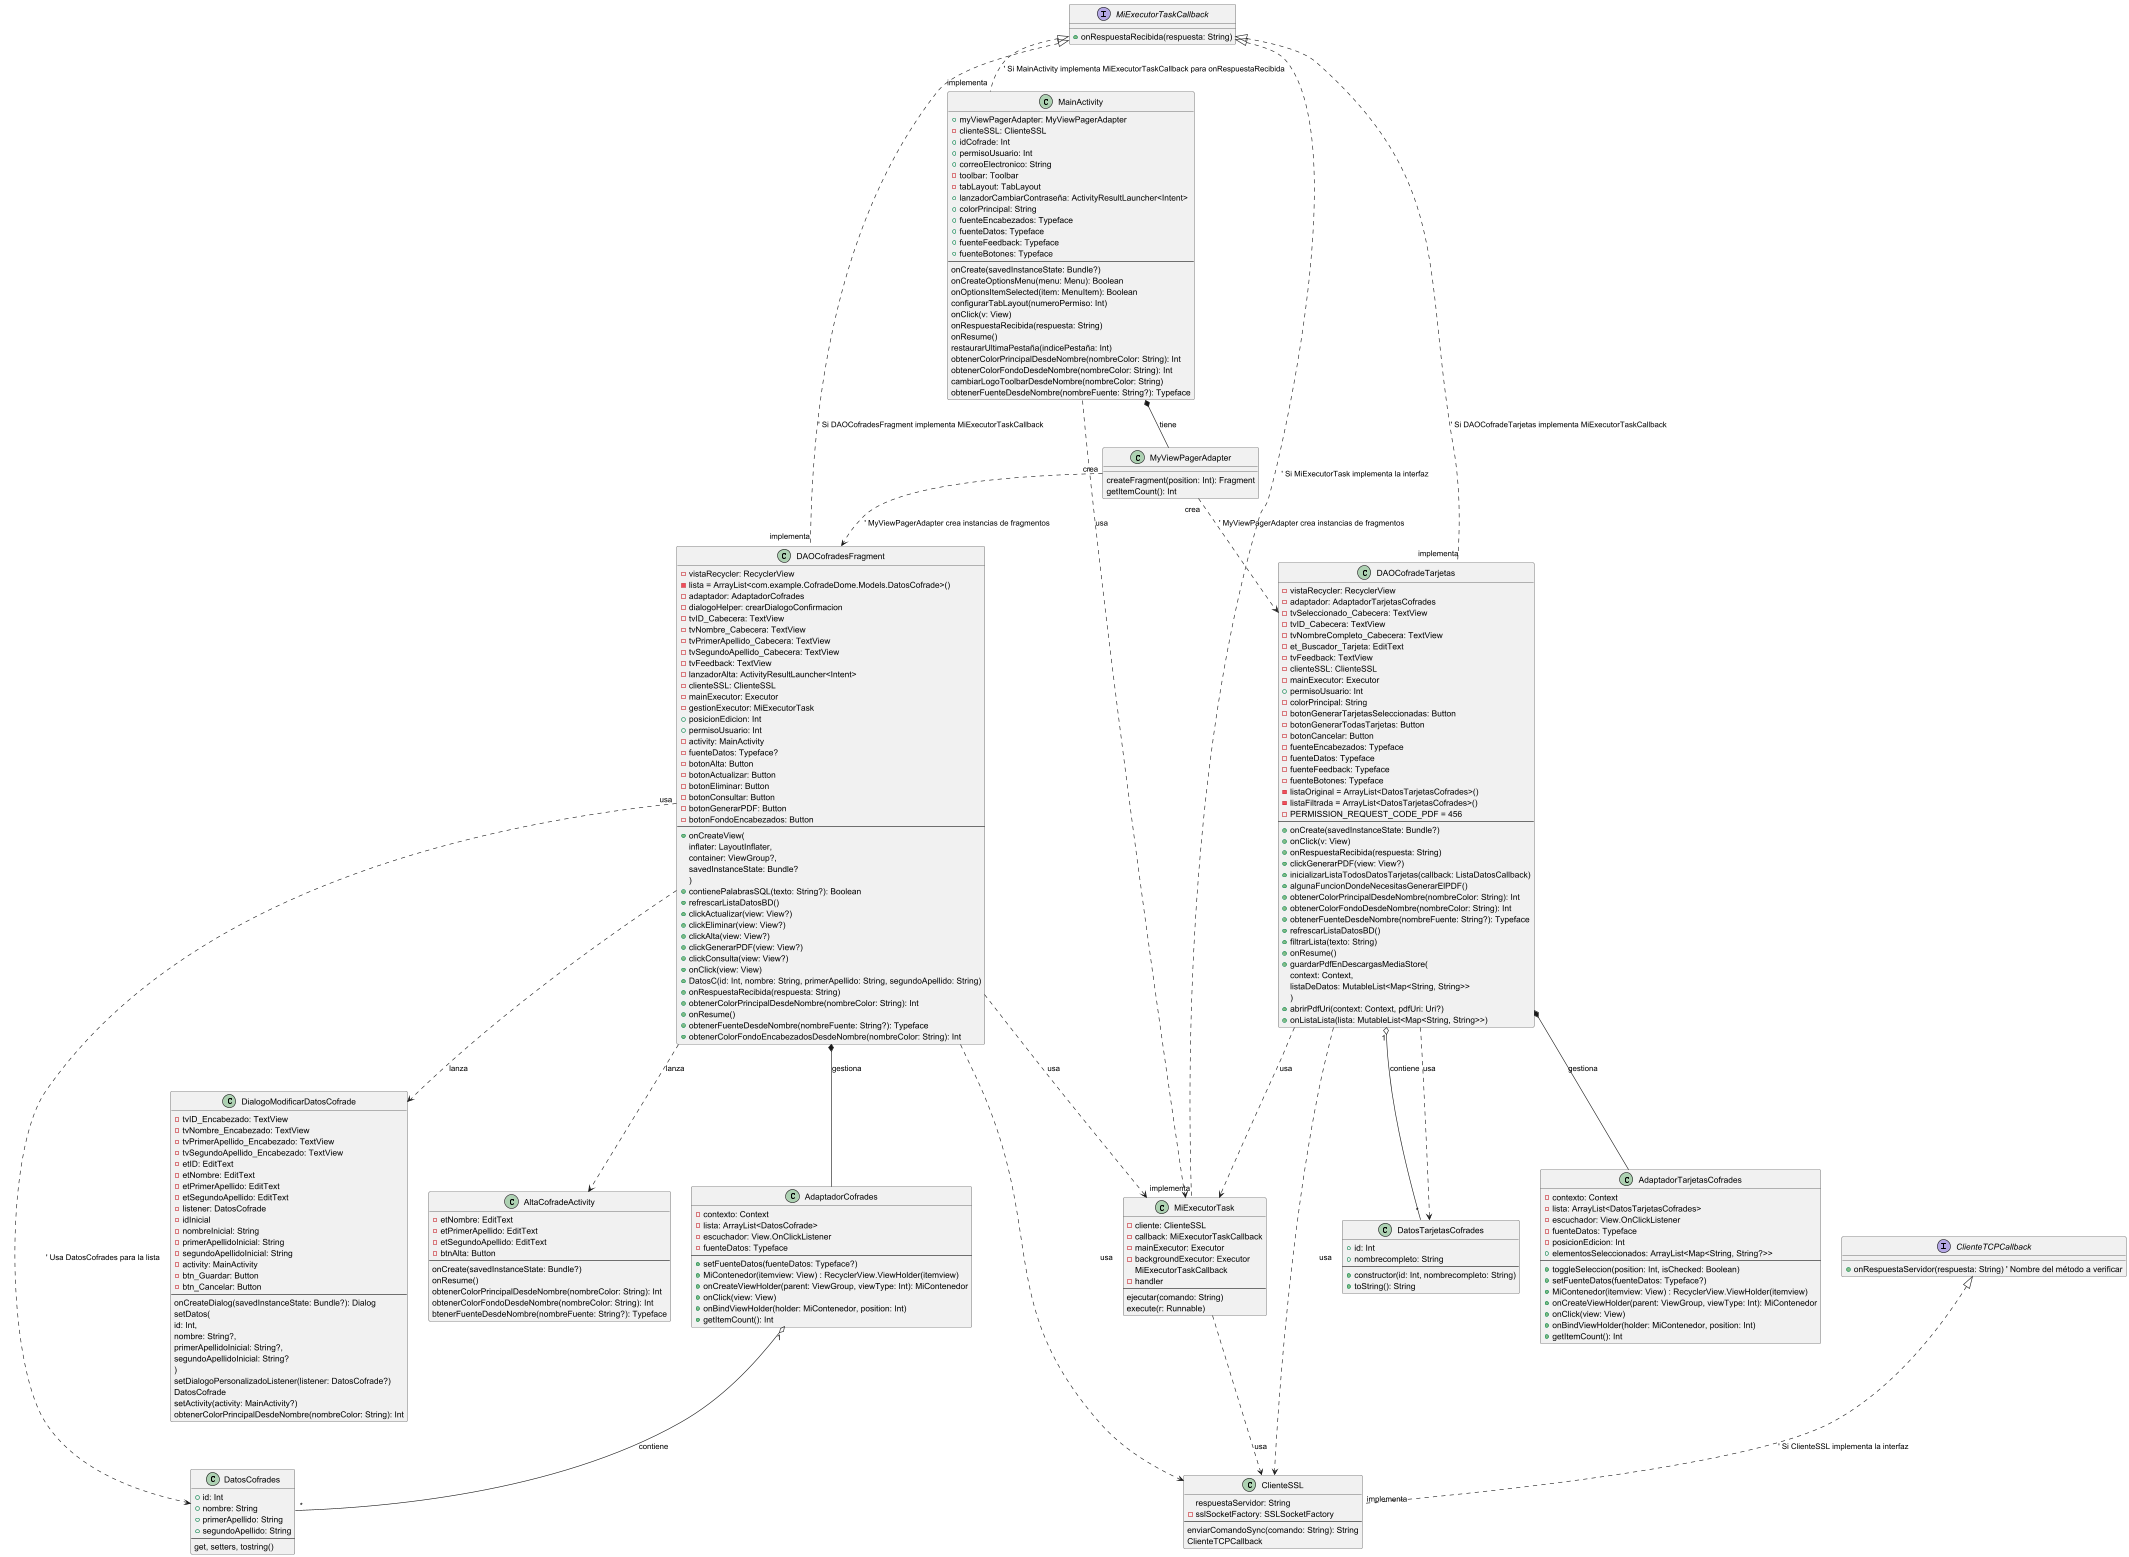 MiExecutorTaskCallback
onRespuestaRecibida(respuesta: String)
' Si MainActivity implementa MiExecutorTaskCallback para onRespuestaRecibida
implementa
MainActivity
myViewPagerAdapter: MyViewPagerAdapter
clienteSSL: ClienteSSL
idCofrade: Int
permisoUsuario: Int
correoElectronico: String
toolbar: Toolbar
tabLayout: TabLayout
lanzadorCambiarContraseña: ActivityResultLauncher<Intent>
colorPrincipal: String
fuenteEncabezados: Typeface
fuenteDatos: Typeface
fuenteFeedback: Typeface
fuenteBotones: Typeface
onCreate(savedInstanceState: Bundle?)
onCreateOptionsMenu(menu: Menu): Boolean
onOptionsItemSelected(item: MenuItem): Boolean
configurarTabLayout(numeroPermiso: Int)
onClick(v: View)
onRespuestaRecibida(respuesta: String)
onResume()
restaurarUltimaPestaña(indicePestaña: Int)
obtenerColorPrincipalDesdeNombre(nombreColor: String): Int
obtenerColorFondoDesdeNombre(nombreColor: String): Int
cambiarLogoToolbarDesdeNombre(nombreColor: String)
obtenerFuenteDesdeNombre(nombreFuente: String?): Typeface
' Si DAOCofradesFragment implementa MiExecutorTaskCallback
tiene
' Si DAOCofradeTarjetas implementa MiExecutorTaskCallback
MyViewPagerAdapter
createFragment(position: Int): Fragment
getItemCount(): Int
crea
' Si MiExecutorTask implementa la interfaz
crea
' MyViewPagerAdapter crea instancias de fragmentos
usa
' MyViewPagerAdapter crea instancias de fragmentos
implementa
implementa
DAOCofradesFragment
vistaRecycler: RecyclerView
lista = ArrayList<com.example.CofradeDome.Models.DatosCofrade>()
adaptador: AdaptadorCofrades
dialogoHelper: crearDialogoConfirmacion
tvID_Cabecera: TextView
tvNombre_Cabecera: TextView
tvPrimerApellido_Cabecera: TextView
tvSegundoApellido_Cabecera: TextView
tvFeedback: TextView
lanzadorAlta: ActivityResultLauncher<Intent>
clienteSSL: ClienteSSL
mainExecutor: Executor
gestionExecutor: MiExecutorTask
posicionEdicion: Int
permisoUsuario: Int
activity: MainActivity
fuenteDatos: Typeface?
botonAlta: Button
botonActualizar: Button
botonEliminar: Button
botonConsultar: Button
botonGenerarPDF: Button
botonFondoEncabezados: Button
onCreateView(
inflater: LayoutInflater,
container: ViewGroup?,
savedInstanceState: Bundle?
)
contienePalabrasSQL(texto: String?): Boolean
refrescarListaDatosBD()
clickActualizar(view: View?)
clickEliminar(view: View?)
clickAlta(view: View?)
clickGenerarPDF(view: View?)
clickConsulta(view: View?)
onClick(view: View)
DatosC(id: Int, nombre: String, primerApellido: String, segundoApellido: String)
onRespuestaRecibida(respuesta: String)
obtenerColorPrincipalDesdeNombre(nombreColor: String): Int
onResume()
obtenerFuenteDesdeNombre(nombreFuente: String?): Typeface
obtenerColorFondoEncabezadosDesdeNombre(nombreColor: String): Int
DAOCofradeTarjetas
vistaRecycler: RecyclerView
adaptador: AdaptadorTarjetasCofrades
tvSeleccionado_Cabecera: TextView
tvID_Cabecera: TextView
tvNombreCompleto_Cabecera: TextView
et_Buscador_Tarjeta: EditText
tvFeedback: TextView
clienteSSL: ClienteSSL
mainExecutor: Executor
permisoUsuario: Int
colorPrincipal: String
botonGenerarTarjetasSeleccionadas: Button
botonGenerarTodasTarjetas: Button
botonCancelar: Button
fuenteEncabezados: Typeface
fuenteDatos: Typeface
fuenteFeedback: Typeface
fuenteBotones: Typeface
listaOriginal = ArrayList<DatosTarjetasCofrades>()
listaFiltrada = ArrayList<DatosTarjetasCofrades>()
PERMISSION_REQUEST_CODE_PDF = 456
onCreate(savedInstanceState: Bundle?)
onClick(v: View)
onRespuestaRecibida(respuesta: String)
clickGenerarPDF(view: View?)
inicializarListaTodosDatosTarjetas(callback: ListaDatosCallback)
algunaFuncionDondeNecesitasGenerarElPDF()
obtenerColorPrincipalDesdeNombre(nombreColor: String): Int
obtenerColorFondoDesdeNombre(nombreColor: String): Int
obtenerFuenteDesdeNombre(nombreFuente: String?): Typeface
refrescarListaDatosBD()
filtrarLista(texto: String)
onResume()
guardarPdfEnDescargasMediaStore(
context: Context,
listaDeDatos: MutableList<Map<String, String>>
)
abrirPdfUri(context: Context, pdfUri: Uri?)
onListaLista(lista: MutableList<Map<String, String>>)
usa
1
lanza
lanza
gestiona
usa
usa
contiene
usa
gestiona
DialogoModificarDatosCofrade
tvID_Encabezado: TextView
tvNombre_Encabezado: TextView
tvPrimerApellido_Encabezado: TextView
tvSegundoApellido_Encabezado: TextView
etID: EditText
etNombre: EditText
etPrimerApellido: EditText
etSegundoApellido: EditText
listener: DatosCofrade
idInicial
nombreInicial: String
primerApellidoInicial: String
segundoApellidoInicial: String
activity: MainActivity
btn_Guardar: Button
btn_Cancelar: Button
onCreateDialog(savedInstanceState: Bundle?): Dialog
setDatos(
id: Int,
nombre: String?,
primerApellidoInicial: String?,
segundoApellidoInicial: String?
)
setDialogoPersonalizadoListener(listener: DatosCofrade?)
DatosCofrade
setActivity(activity: MainActivity?)
obtenerColorPrincipalDesdeNombre(nombreColor: String): Int
AltaCofradeActivity
etNombre: EditText
etPrimerApellido: EditText
etSegundoApellido: EditText
btnAlta: Button
onCreate(savedInstanceState: Bundle?)
onResume()
obtenerColorPrincipalDesdeNombre(nombreColor: String): Int
obtenerColorFondoDesdeNombre(nombreColor: String): Int
btenerFuenteDesdeNombre(nombreFuente: String?): Typeface
AdaptadorCofrades
contexto: Context
lista: ArrayList<DatosCofrade>
escuchador: View.OnClickListener
fuenteDatos: Typeface
setFuenteDatos(fuenteDatos: Typeface?)
MiContenedor(itemview: View) : RecyclerView.ViewHolder(itemview)
onCreateViewHolder(parent: ViewGroup, viewType: Int): MiContenedor
onClick(view: View)
onBindViewHolder(holder: MiContenedor, position: Int)
getItemCount(): Int
1
implementa
MiExecutorTask
cliente: ClienteSSL
callback: MiExecutorTaskCallback
mainExecutor: Executor
backgroundExecutor: Executor
MiExecutorTaskCallback
handler
ejecutar(comando: String)
execute(r: Runnable)
*
DatosTarjetasCofrades
id: Int
nombrecompleto: String
constructor(id: Int, nombrecompleto: String)
toString(): String
AdaptadorTarjetasCofrades
contexto: Context
lista: ArrayList<DatosTarjetasCofrades>
escuchador: View.OnClickListener
fuenteDatos: Typeface
posicionEdicion: Int
elementosSeleccionados: ArrayList<Map<String, String?>>
toggleSeleccion(position: Int, isChecked: Boolean)
setFuenteDatos(fuenteDatos: Typeface?)
MiContenedor(itemview: View) : RecyclerView.ViewHolder(itemview)
onCreateViewHolder(parent: ViewGroup, viewType: Int): MiContenedor
onClick(view: View)
onBindViewHolder(holder: MiContenedor, position: Int)
getItemCount(): Int
ClienteTCPCallback
onRespuestaServidor(respuesta: String) ' Nombre del método a verificar
' Usa DatosCofrades para la lista
usa
usa
contiene
usa
' Si ClienteSSL implementa la interfaz
*
implementa
DatosCofrades
id: Int
nombre: String
primerApellido: String
segundoApellido: String
get, setters, tostring()
ClienteSSL
respuestaServidor: String
sslSocketFactory: SSLSocketFactory
enviarComandoSync(comando: String): String
ClienteTCPCallback